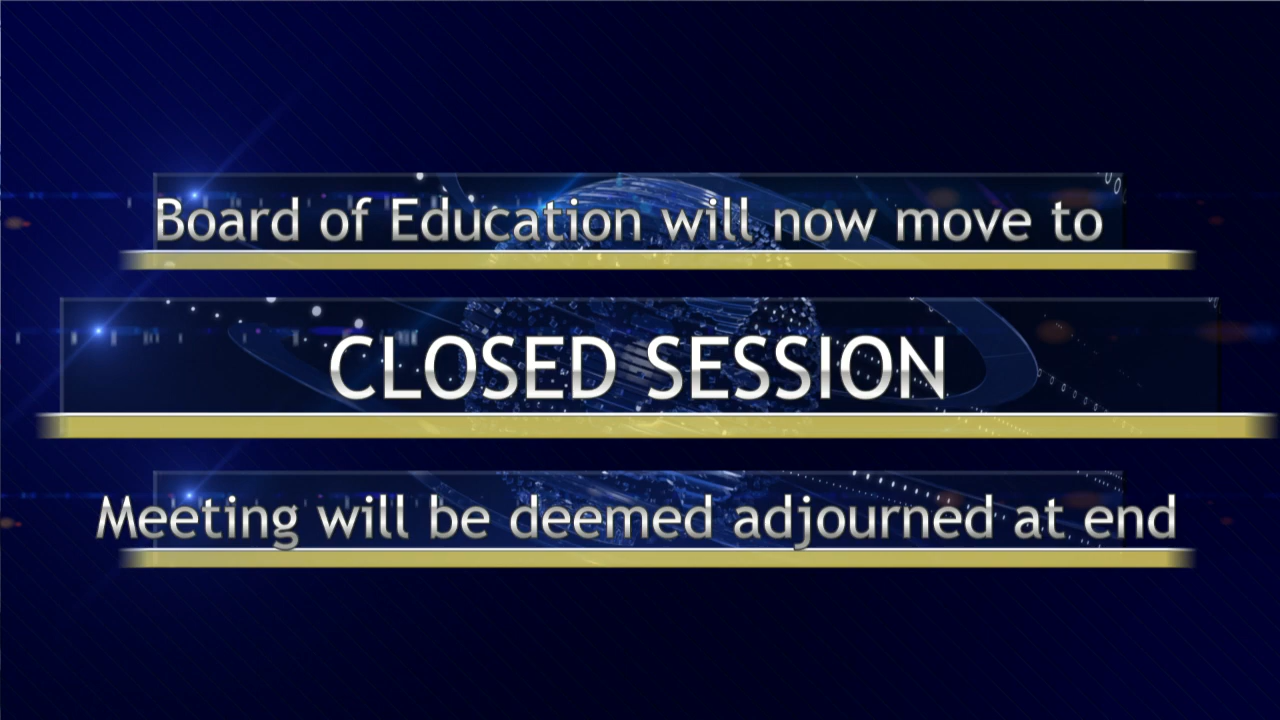 Board of Education will now move to
CLOSED SESSION
Meeting will be deemed adjourned at end